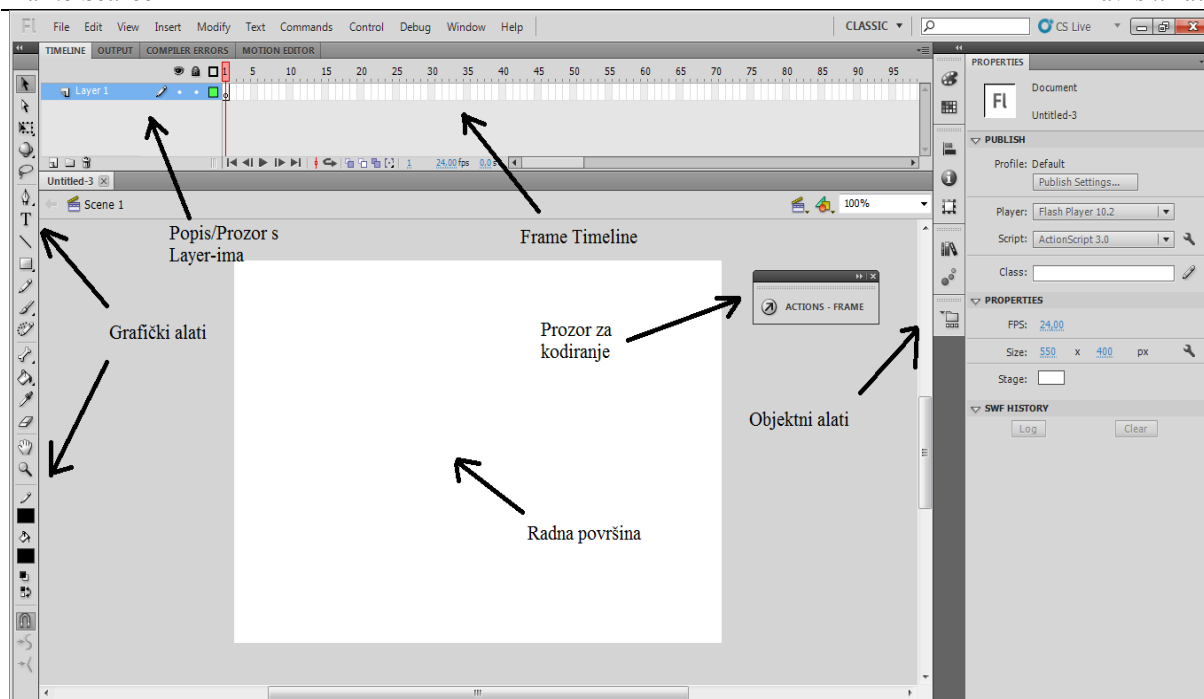 Fl File Edit View Insert Modify Text Commands Control Debug Window Help CLASSIC CS Live
TIMELINE OUTPUT COMPILER ERRORS MOTION EDITOR
1 5 10 15 20 25 30 35 40 45 50 55 60 65 70 75 80 85 90 95
Layer 1
1 24,00 fps 0,0 s
Untitled-3
Scene 1 100%
Popis/Prozor s
Layer-ima
Frame Timeline
Grafički alati
ACTIONS - FRAME
Prozor za
kodiranje
Objektni alati
Radna površina
PROPERTIES
Fl
Document
Untitled-3
PUBLISH
Profile: Default
Publish Settings...
Player: Flash Player 10.2
Script: ActionScript 3.0
Class:
PROPERTIES
FPS: 24,00
Size: 550 x 400 px
Stage:
SWF HISTORY
Log Clear